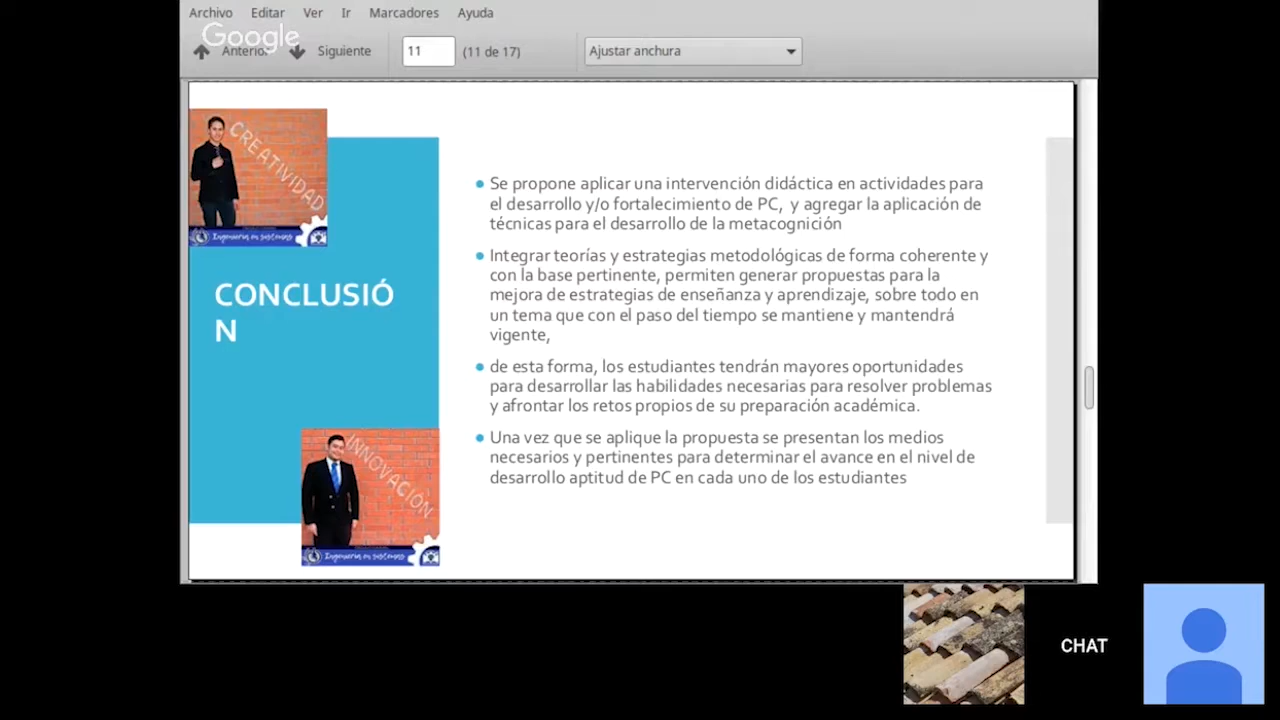 Archivo Editar Ver Ir Marcadores Ayuda
Google
Anterior Siguiente 11 (11 de 17) Ajustar anchura
CREATIVIDAD
Ingeniería en sistemas
CONCLUSIÓ
N
INNOVACIÓN
Ingeniería en sistemas
Se propone aplicar una intervención didáctica en actividades para
el desarrollo y/o fortalecimiento de PC, y agregar la aplicación de
técnicas para el desarrollo de la metacognición
Integrar teorías y estrategias metodológicas de forma coherente y
con la base pertinente, permiten generar propuestas para la
mejora de estrategias de enseñanza y aprendizaje, sobre todo en
un tema que con el paso del tiempo se mantiene y mantendrá
vigente,
de esta forma, los estudiantes tendrán mayores oportunidades
para desarrollar las habilidades necesarias para resolver problemas
y afrontar los retos propios de su preparación académica.
Una vez que se aplique la propuesta se presentan los medios
necesarios y pertinentes para determinar el avance en el nivel de
desarrollo aptitud de PC en cada uno de los estudiantes
CHAT